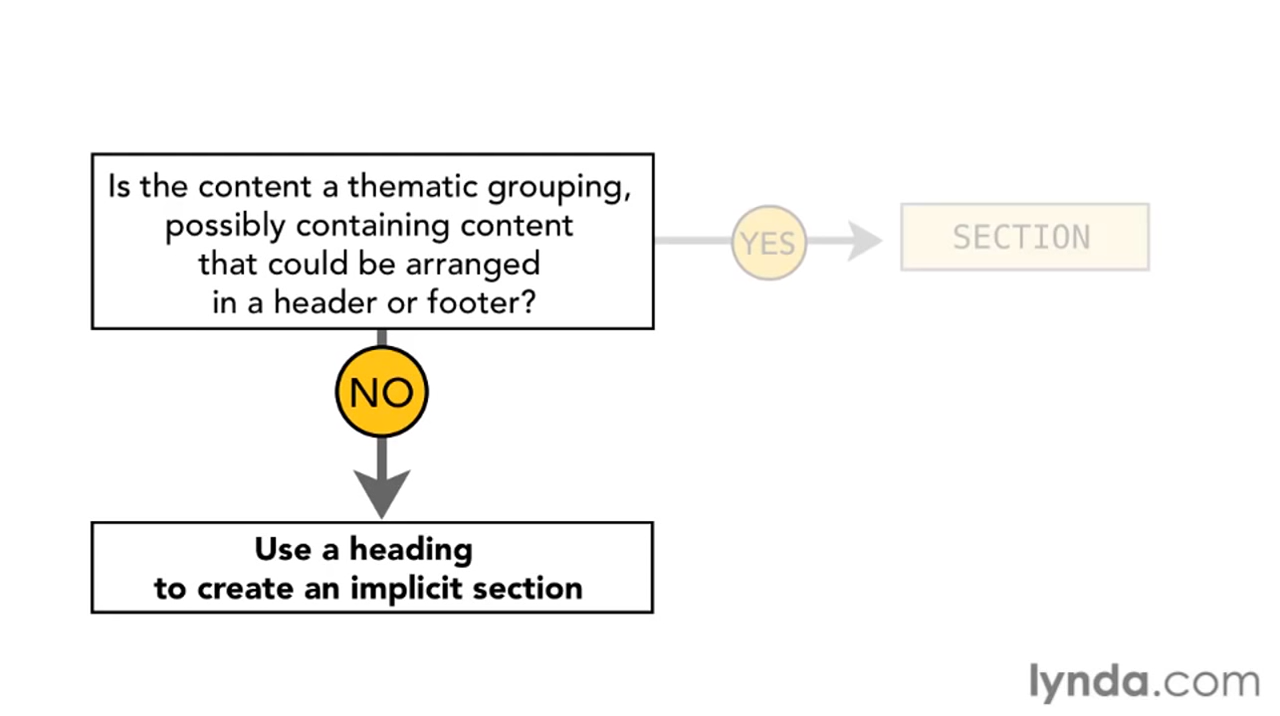 Is the content a thematic grouping,
possibly containing content
that could be arranged
in a header or footer?
YES
SECTION
NO
Use a heading
to create an implicit section
lynda.com